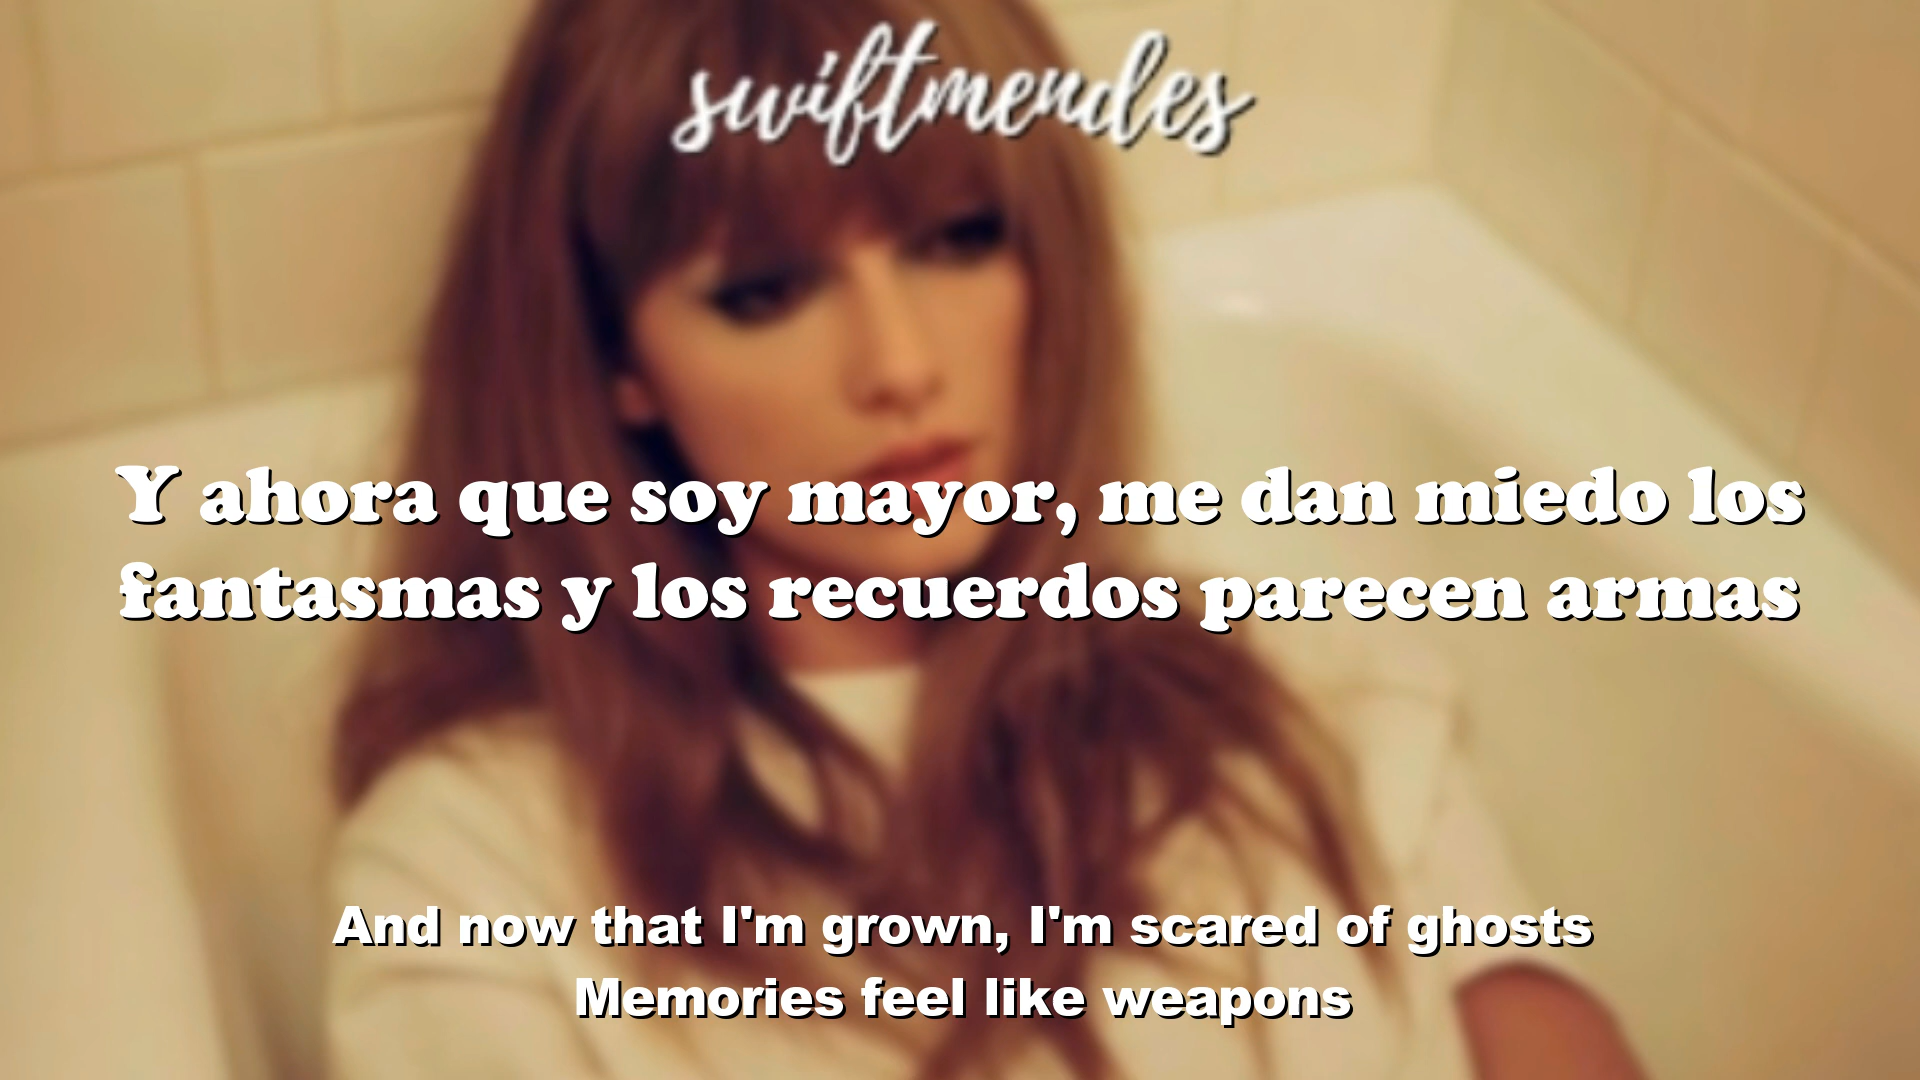 swiftmendes
Y ahora que soy mayor, me dan miedo los
fantasmas y los recuerdos parecen armas
And now that I'm grown, I'm scared of ghosts
Memories feel like weapons